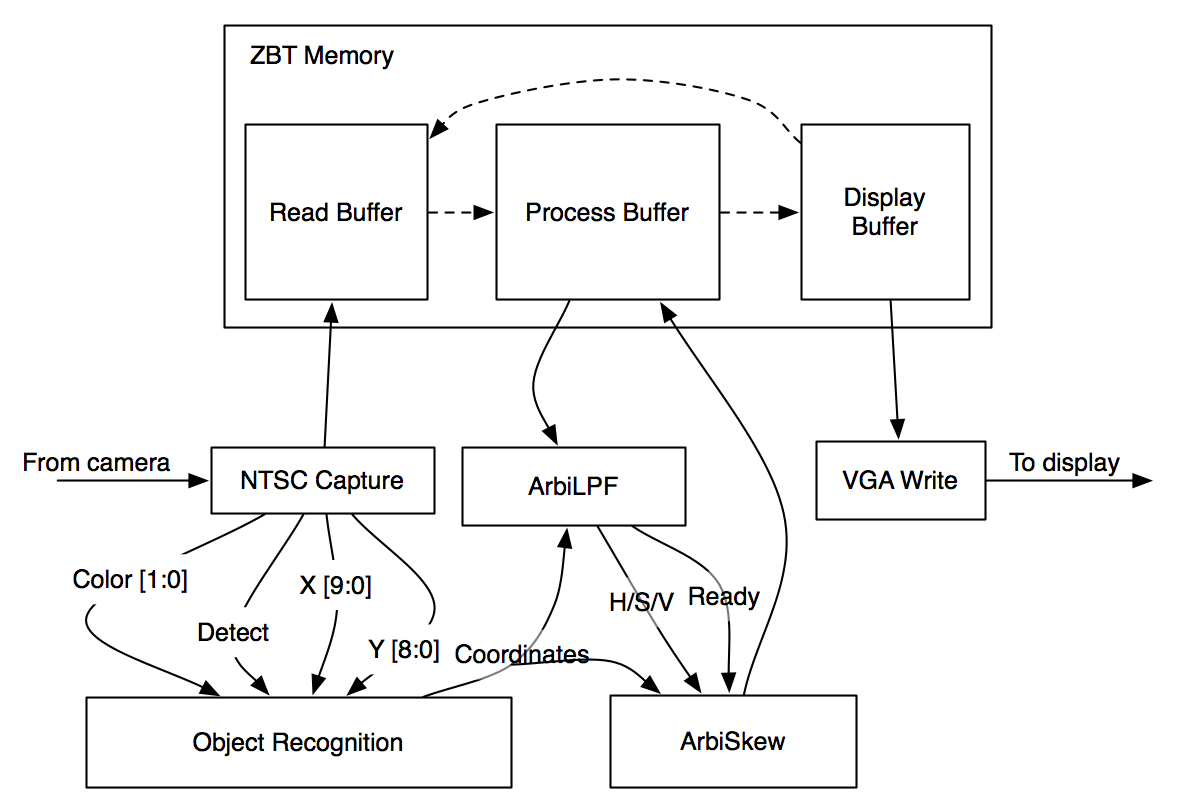 ZBT Memory
Read Buffer
Process Buffer
Display
Buffer
From camera
NTSC Capture
ArbiLPF
VGA Write
To display
Color [1:0]
X [9:0]
H/S/V
Ready
Detect
Y [8:0]
Coordinates
Object Recognition
ArbiSkew